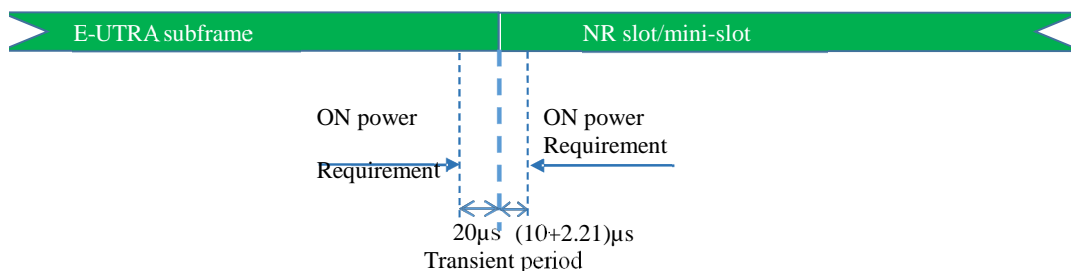 E-UTRA subframe
NR slot/mini-slot
ON power
Requirement
ON power
Requirement
20µs
(10+2.21)µs
Transient period